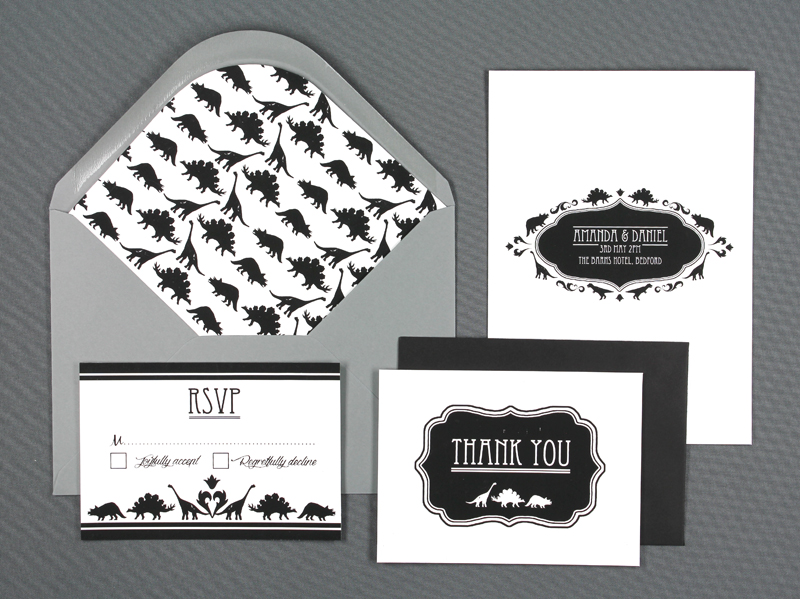 AMANDA & DANIEL
3RD MAY 2PM
THE BARNS HOTEL, BEDFORD
RSVP
M
Joyfully accept Regretfully decline
THANK YOU